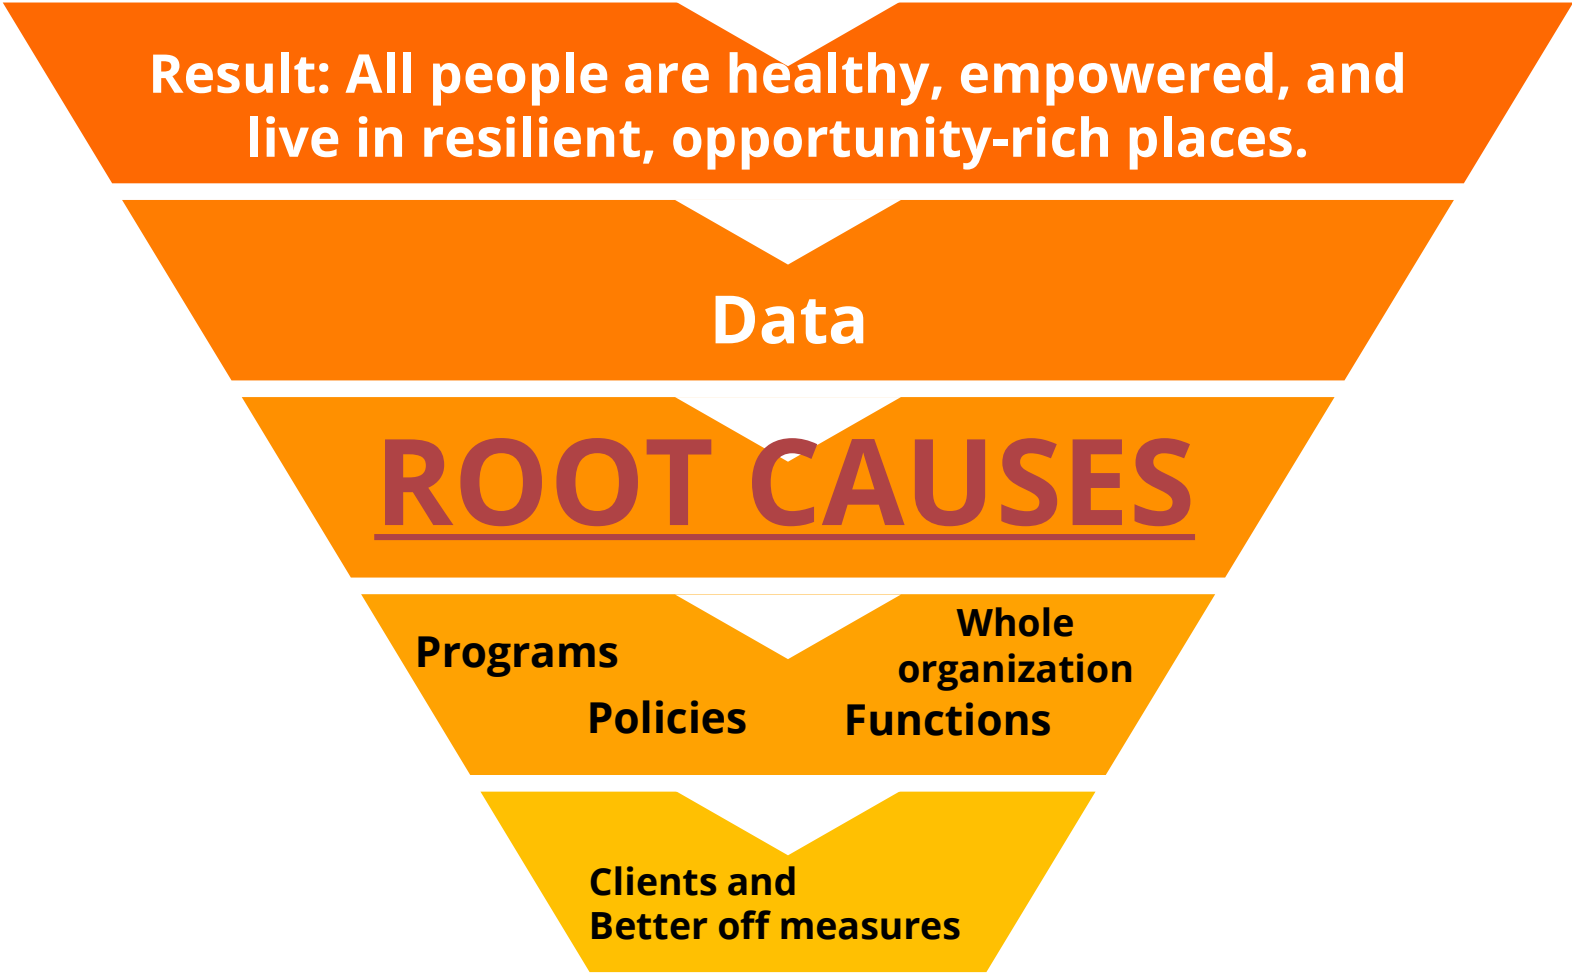 Result: All people are healthy, empowered, and
live in resilient, opportunity-rich places.
Data
ROOT CAUSES
Programs
Whole
organization
Policies
Functions
Clients and
Better off measures